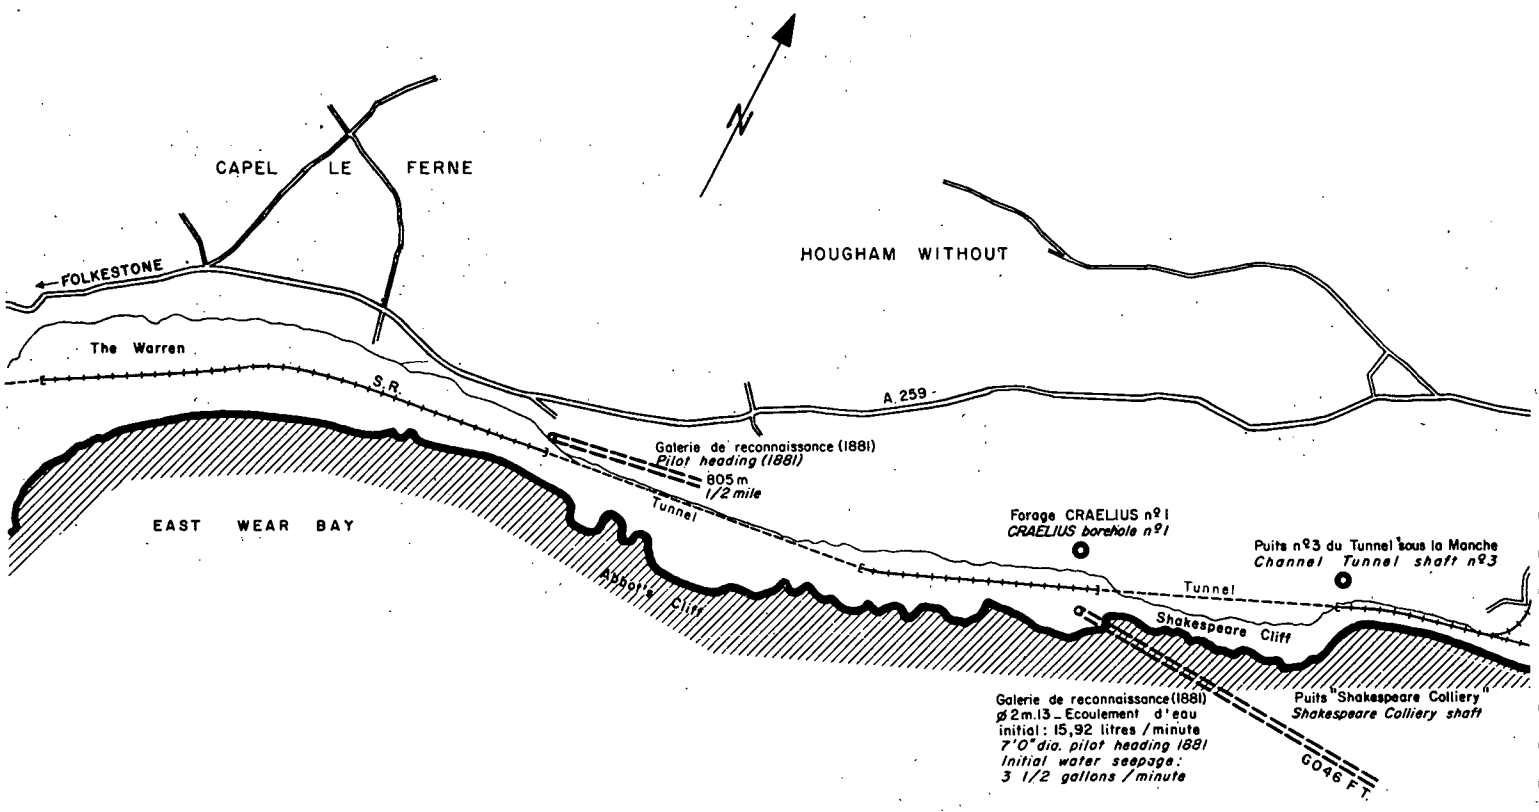 N
CAPEL LE FERNE
HOUGHAM WITHOUT
←FOLKESTONE
The Warren
S.R.
A.259
Galerie de reconnaissance (1881)
Pilot heading (1881)
805 m
1/2 mile
Tunnel
EAST WEAR BAY
Abbot's Cliff
Forage CRAELIUS nº1
CRAELIUS borehole nº1
Puits nº3 du Tunnel sous la Manche
Channel Tunnel shaft nº3
Tunnel
Shakespeare Cliff
Galerie de reconnaissance (1881)
ø 2m.13 _ Ecoulement d'eau
initial : 15,92 litres / minute
7'0" dia. pilot heading 1881
Initial water seepage :
3 1/2 gallons / minute
Puits "Shakespeare Colliery"
Shakespeare Colliery shaft
6046 FT.